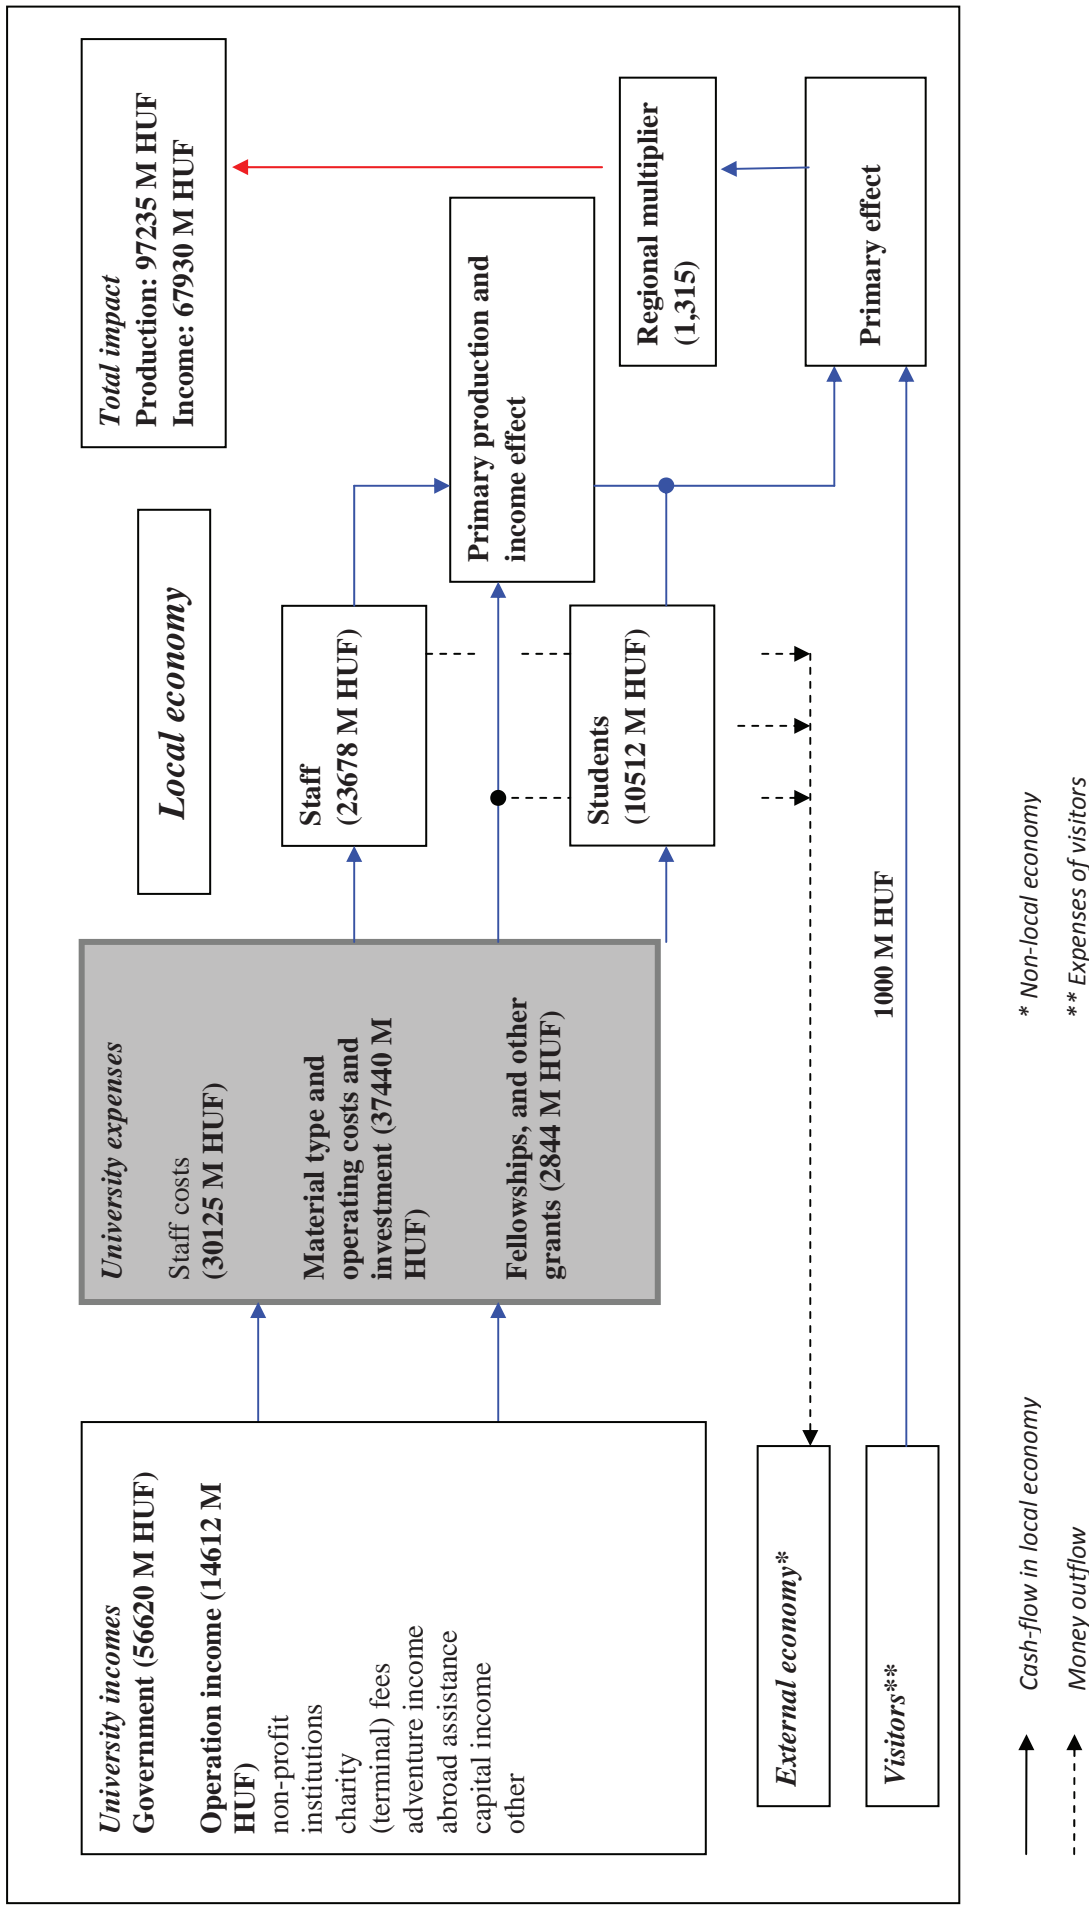 University incomes
Government (56620 M HUF)
Operation income (14612 M
HUF)
non-profit
institutions
charity
(terminal) fees
adventure income
abroad assistance
capital income
other
External economy*
Visitors**
University expenses
Staff costs
(30125 M HUF)
Material type and
operating costs and
investment (37440 M
HUF)
Fellowships, and other
grants (2844 M HUF)
1000 M HUF
Local economy
Staff
(23678 M HUF)
Students
(10512 M HUF)
Primary production and
income effect
Total impact
Production: 97235 M HUF
Income: 67930 M HUF
Regional multiplier
(1,315)
Primary effect
Cash-flow in local economy
Money outflow
* Non-local economy
** Expenses of visitors